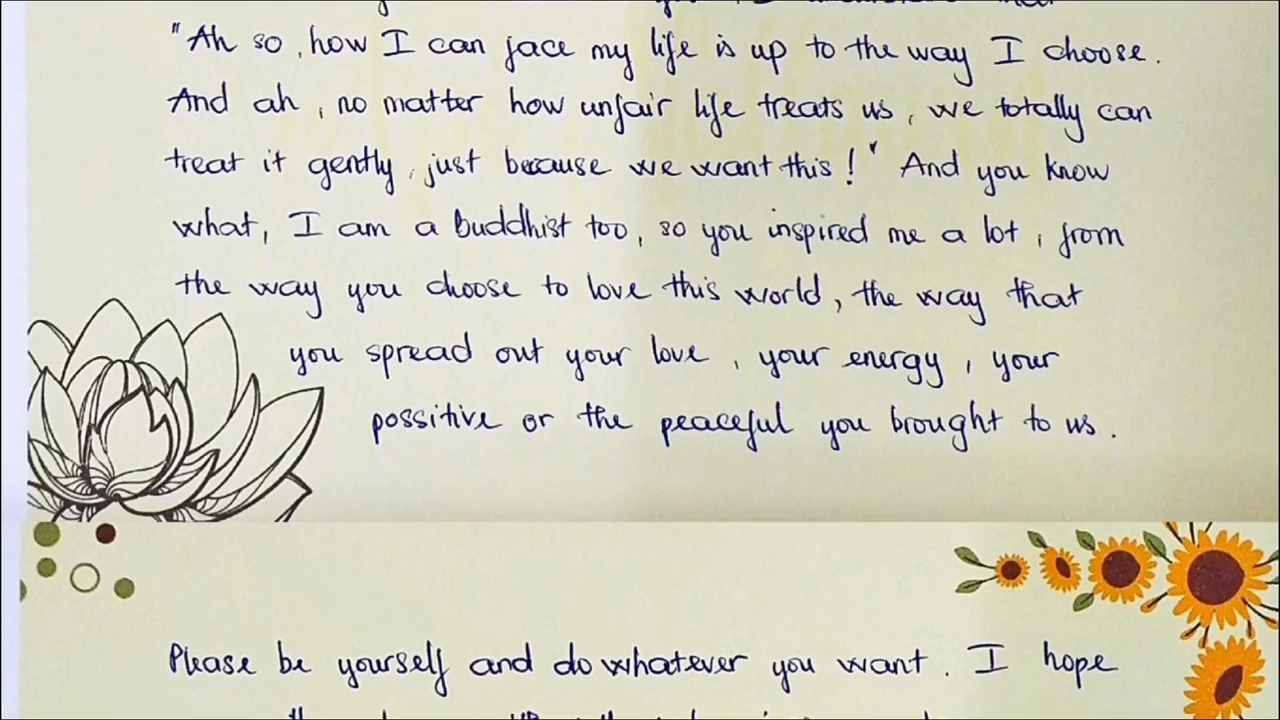 "Ah so, how I can face my life is up to the way I choose.
And ah, no matter how unfair life treats us, we totally can
treat it gently, just because we want this!" And you know
what, I am a buddhist too, so you inspired me a lot, from
the way you choose to love this world, the way that
you spread out your love, your energy, your
possitive or the peaceful you brought to us.
Please be yourself and do whatever you want. I hope